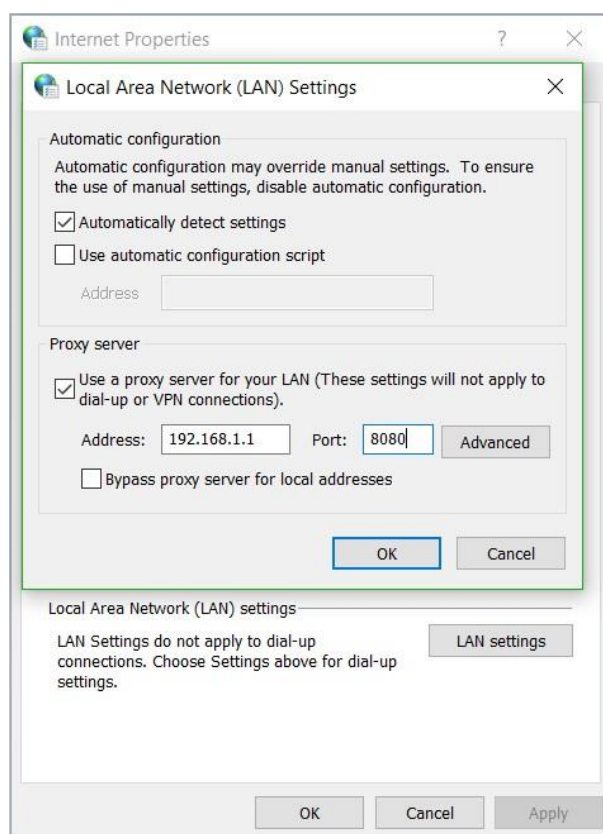 Internet Properties
Local Area Network (LAN) Settings
Automatic configuration
Automatic configuration may override manual settings. To ensure
the use of manual settings, disable automatic configuration.
Automatically detect settings
Use automatic configuration script
Address
Proxy server
Use a proxy server for your LAN (These settings will not apply to
dial-up or VPN connections).
Address: 192.168.1.1 Port: 8080 Advanced
Bypass proxy server for local addresses
OK Cancel
Local Area Network (LAN) settings
LAN Settings do not apply to dial-up
connections. Choose Settings above for dial-up
settings.
LAN settings
OK Cancel Apply